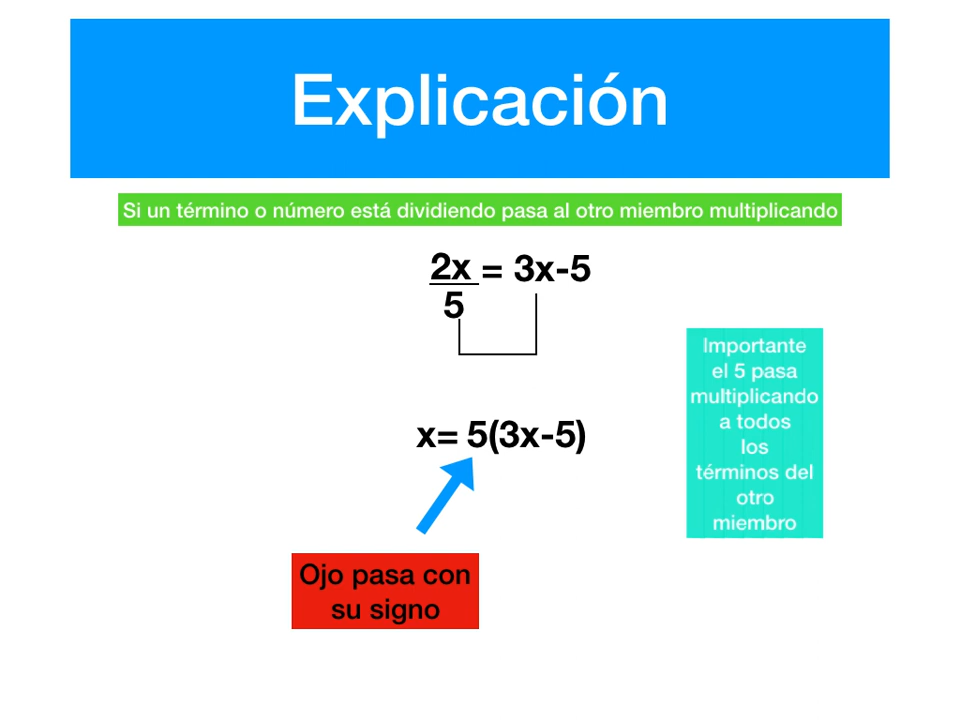 Explicación
Si un término o número está dividiendo pasa al otro miembro multiplicando
2x = 3x-5
5
x= 5(3x-5)
Importante
el 5 pasa
multiplicando
a todos
los
términos del
otro
miembro
Ojo pasa con
su signo